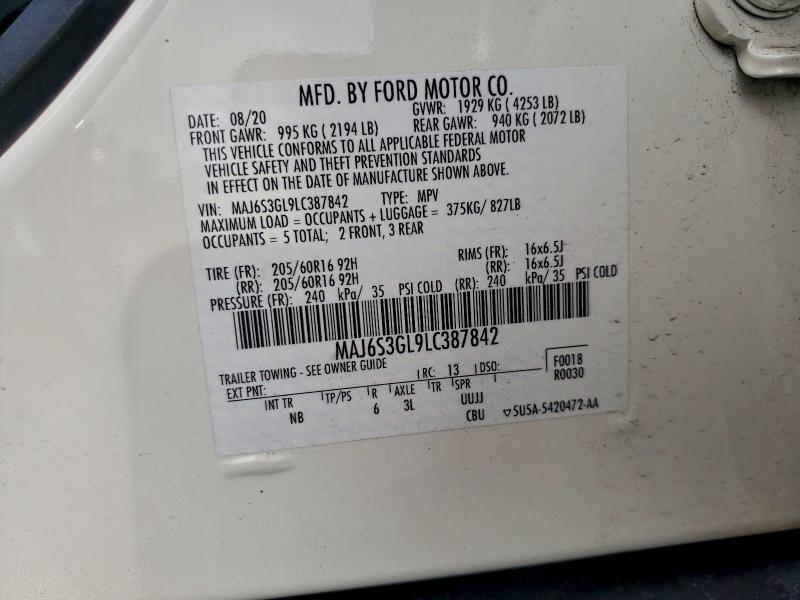 MFD. BY FORD MOTOR CO.
DATE: 08/20 GVWR: 1929 KG ( 4253 LB)
FRONT GAWR: 995 KG ( 2194 LB) REAR GAWR: 940 KG ( 2072 LB)
THIS VEHICLE CONFORMS TO ALL APPLICABLE FEDERAL MOTOR
VEHICLE SAFETY AND THEFT PREVENTION STANDARDS
IN EFFECT ON THE DATE OF MANUFACTURE SHOWN ABOVE.
VIN: MAJ6S3GL9LC387842 TYPE: MPV
MAXIMUM LOAD = OCCUPANTS + LUGGAGE = 375KG/ 827LB
OCCUPANTS = 5 TOTAL; 2 FRONT, 3 REAR
TIRE (FR): 205/60R16 92H RIMS (FR): 16x6.5J
(RR): 205/60R16 92H (RR): 16x6.5J
PRESSURE (FR): 240 kPa/ 35 PSI COLD (RR): 240 kPa/ 35 PSI COLD
MAJ6S3GL9LC387842
TRAILER TOWING - SEE OWNER GUIDE
EXT PNT: RC: 13 DSO: F0018
R0030
INT TR TP/PS R AXLE TR SPR
NB 6 3L UUJJ
CBU ▽5U5A-5420472-AA